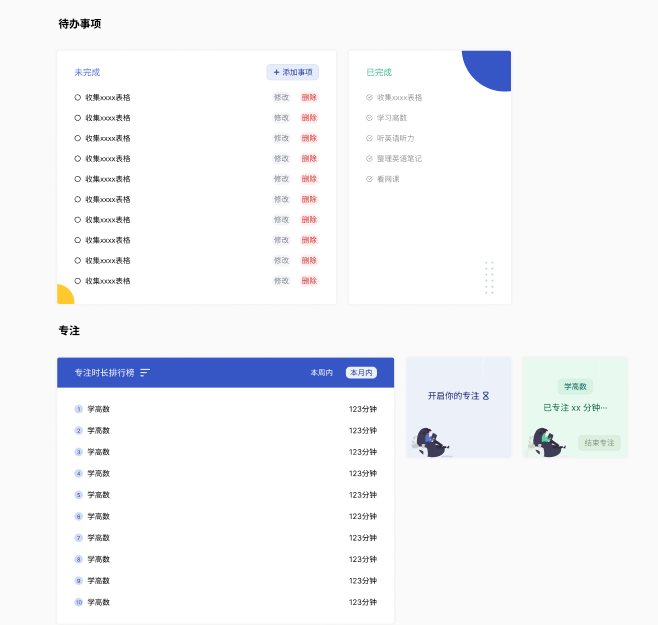 待办事项
未完成
+ 添加事项
收集xxxx表格 修改 删除
收集xxxx表格 修改 删除
收集xxxx表格 修改 删除
收集xxxx表格 修改 删除
收集xxxx表格 修改 删除
收集xxxx表格 修改 删除
收集xxxx表格 修改 删除
收集xxxx表格 修改 删除
收集xxxx表格 修改 删除
收集xxxx表格 修改 删除
已完成
收集xxxx表格
学习高数
听英语听力
整理英语笔记
看网课
专注
专注时长排行榜 本周内 本月内
1 学高数 123分钟
2 学高数 123分钟
3 学高数 123分钟
4 学高数 123分钟
5 学高数 123分钟
6 学高数 123分钟
7 学高数 123分钟
8 学高数 123分钟
9 学高数 123分钟
10 学高数 123分钟
开启你的专注
学高数
已专注 xx 分钟···
结束专注